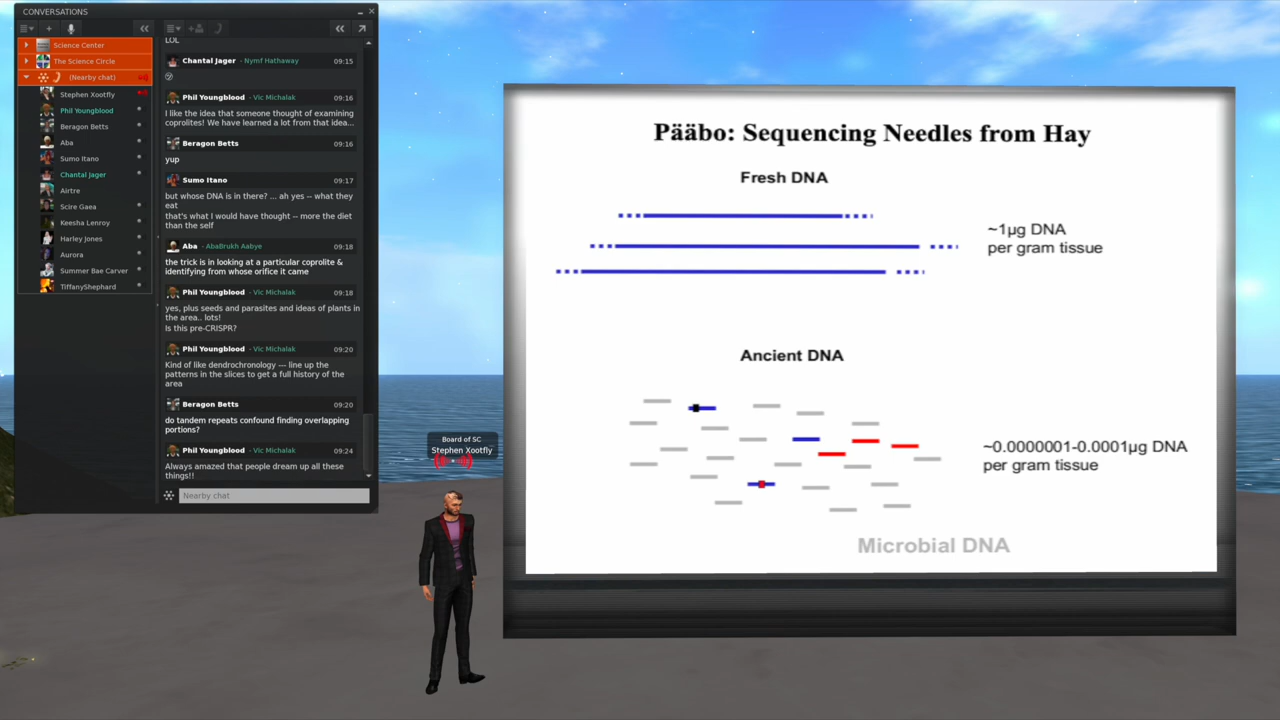 CONVERSATIONS
Science Center
The Science Circle
(Nearby chat)
Stephen Xootfly
Phil Youngblood
Beragon Betts
Aba
Sumo Itano
Chantal Jager
Airtre
Scire Gaea
Keesha Lenroy
Harley Jones
Aurora
Summer Bae Carver
TiffanyShephard
LOL
Chantal Jager - Nymf Hathaway 09:15
Phil Youngblood - Vic Michalak 09:16
I like the idea that someone thought of examining
coprolites! We have learned a lot from that idea...
Beragon Betts 09:16
yup
Sumo Itano 09:17
but whose DNA is in there? ... ah yes -- what they
eat
that's what I would have thought -- more the diet
than the self
Aba - AbaBrukh Aabye 09:18
the trick is in looking at a particular coprolite &
identifying from whose orifice it came
Phil Youngblood - Vic Michalak 09:18
yes, plus seeds and parasites and ideas of plants in
the area.. lots!
Is this pre-CRISPR?
Phil Youngblood - Vic Michalak 09:20
Kind of like dendrochronology --- line up the
patterns in the slices to get a full history of the
area
Beragon Betts 09:20
do tandem repeats confound finding overlapping
portions?
Phil Youngblood - Vic Michalak 09:24
Always amazed that people dream up all these
things!!
Nearby chat
Board of SC
Stephen Xootfly
Pääbo: Sequencing Needles from Hay
Fresh DNA
~1µg DNA
per gram tissue
Ancient DNA
~0.0000001-0.0001µg DNA
per gram tissue
Microbial DNA